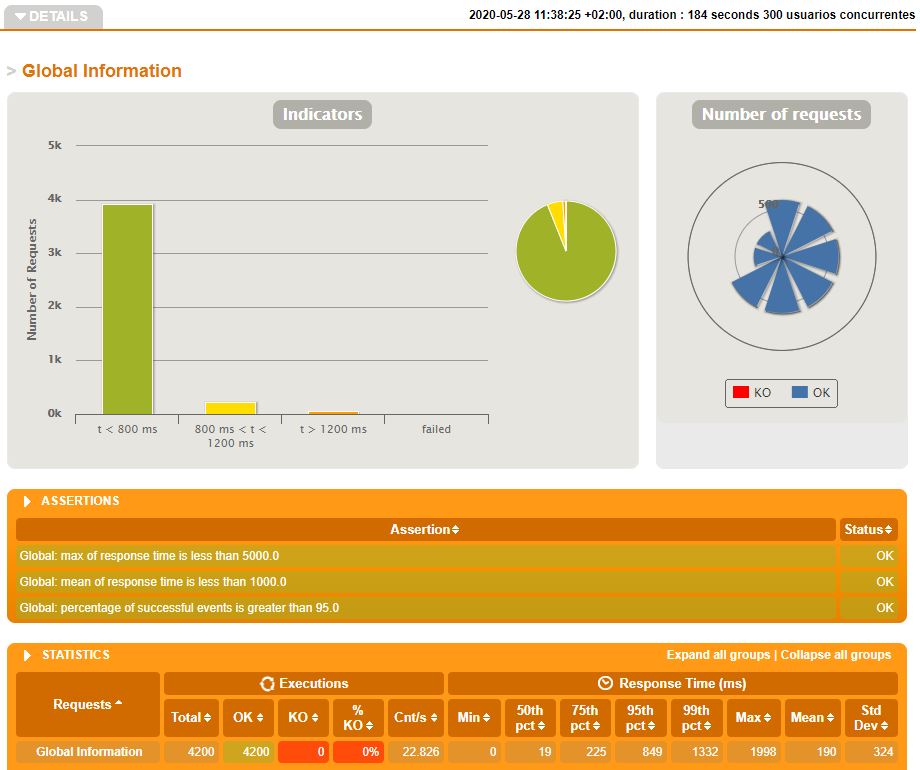 DETAILS
2020-05-28 11:38:25 +02:00, duration : 184 seconds 300 usuarios concurrentes
> Global Information
Indicators
Number of Requests
5k
4k
3k
2k
1k
0k
t < 800 ms
800 ms < t <
1200 ms
t > 1200 ms
failed
Number of requests
500
KO
OK
ASSERTIONS
Assertion Status
Global: max of response time is less than 5000.0 OK
Global: mean of response time is less than 1000.0 OK
Global: percentage of successful events is greater than 95.0 OK
STATISTICS Expand all groups | Collapse all groups
Requests
Executions Response Time (ms)
Total OK KO % KO Cnt/s Min 50th pct 75th pct 95th pct 99th pct Max Mean Std Dev
Global Information 4200 4200 0 0% 22.826 0 19 225 849 1332 1998 190 324